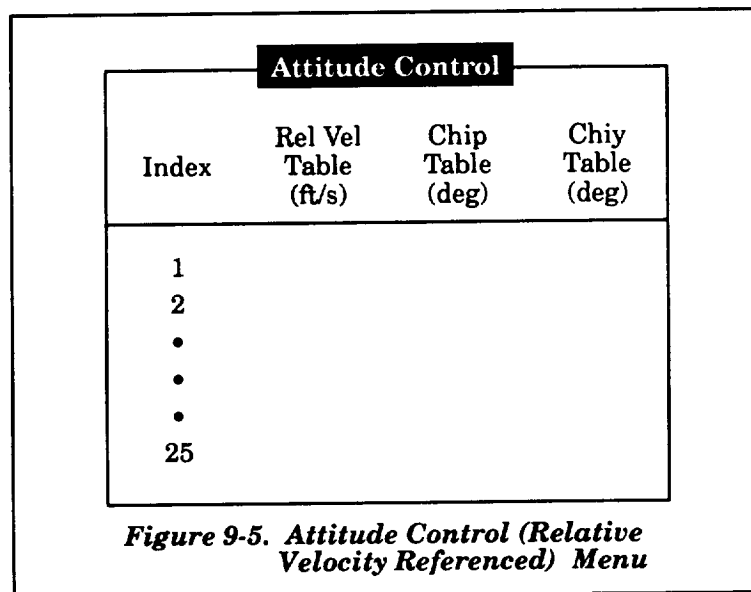 Attitude Control
Index
Rel Vel
Table
(ft/s)
Chip
Table
(deg)
Chiy
Table
(deg)
1
2
•
•
•
25
Figure 9-5. Attitude Control (Relative
Velocity Referenced) Menu